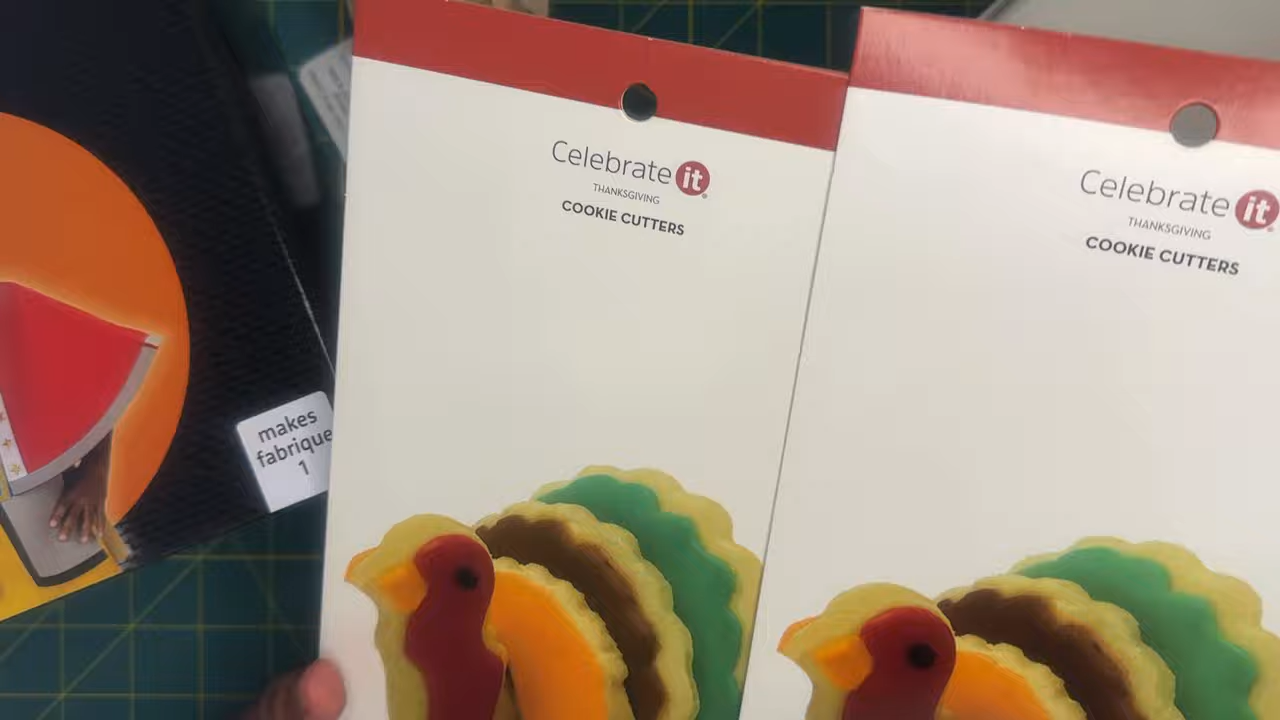 Celebrate it
THANKSGIVING
COOKIE CUTTERS
Celebrate it
THANKSGIVING
COOKIE CUTTERS
makes
fabrique
1